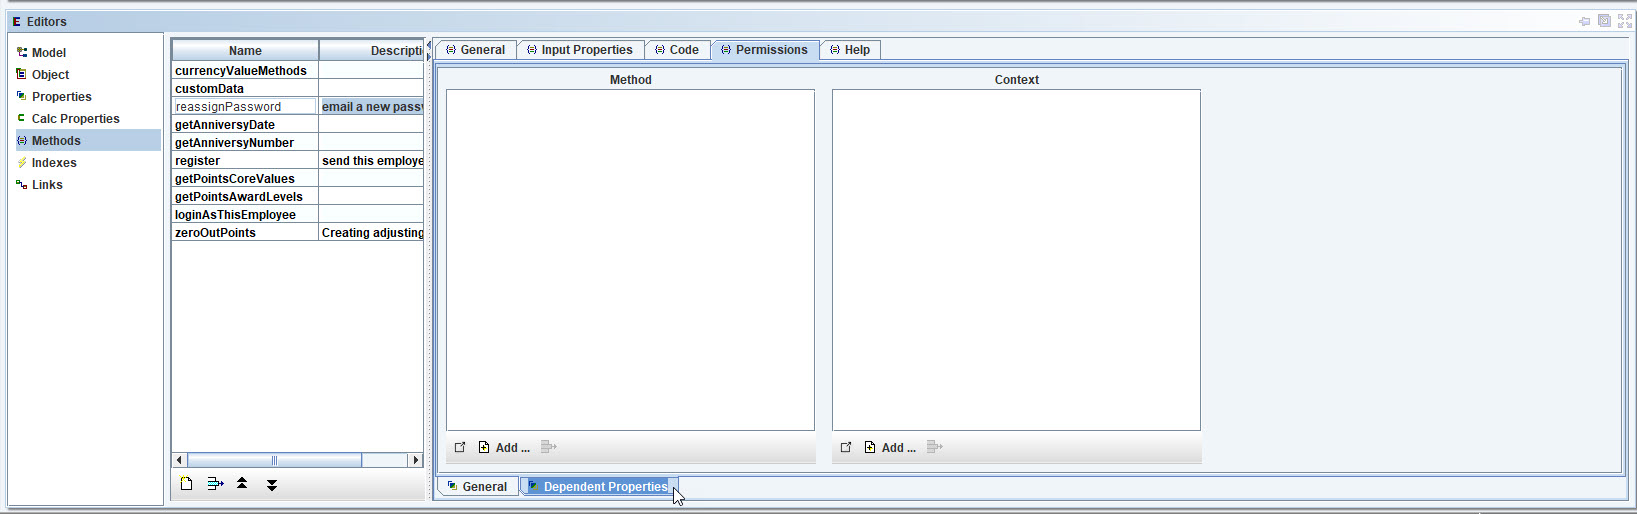 Editors
Model
Object
Properties
Calc Properties
Methods
Indexes
Links
Name Descripti
currencyValueMethods
customData
reassignPassword email a new passv
getAnniversyDate
getAnniversyNumber
register send this employe
getPointsCoreValues
getPointsAwardLevels
loginAsThisEmployee
zeroOutPoints Creating adjusting
General Input Properties Code Permissions Help
Method Context
Add ... Add ...
General Dependent Properties